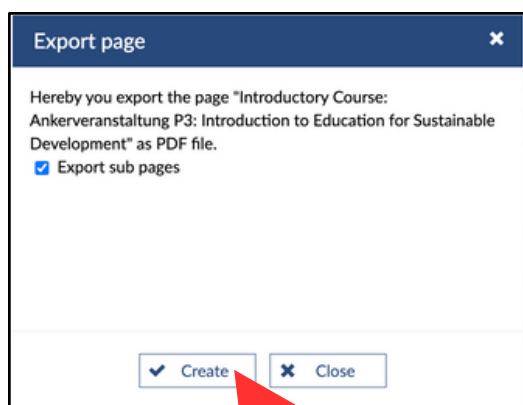 Export page
Hereby you export the page "Introductory Course:
Ankerveranstaltung P3: Introduction to Education for Sustainable
Development" as PDF file.
Export sub pages
Create
Close